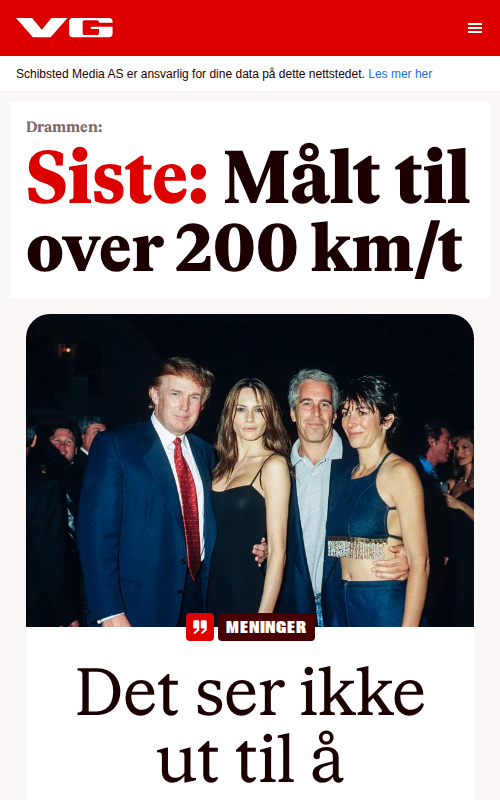 VG
Schibsted Media AS er ansvarlig for dine data på dette nettstedet. Les mer her
Drammen:
Siste: Målt til
over 200 km/t
MENINGER
Det ser ikke
ut til å